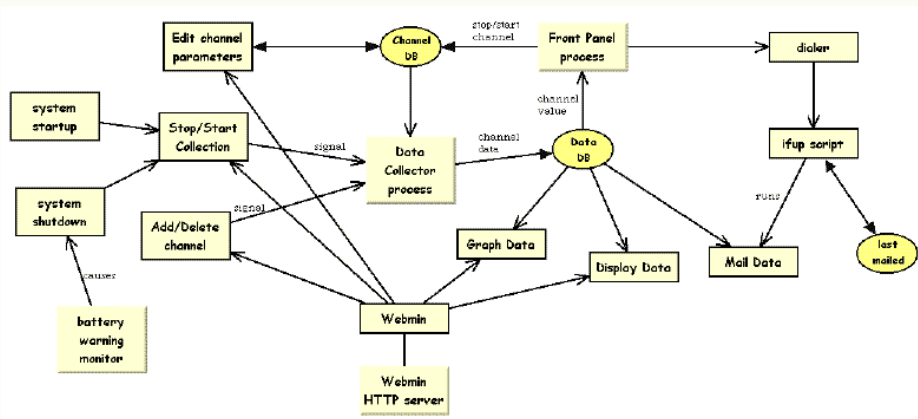 Edit channel
parameters
Channel
DB
stop/start
channel
Front Panel
process
dialer
system
startup
Stop/Start
Collection
signal
Data
Collector
process
channel
data
channel
value
Data
DB
ifup script
system
shutdown
signal
Add/Delete
channel
runs
Graph Data
Display Data
Mail Data
last
mailed
causes
battery
warning
monitor
Webmin
Webmin
HTTP server